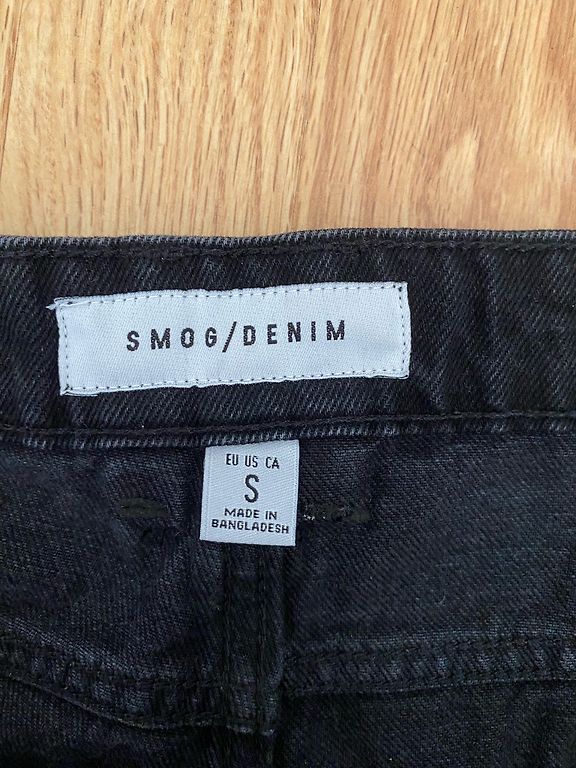 SMOG/DENIM
EU US CA
S
MADE IN
BANGLADESH